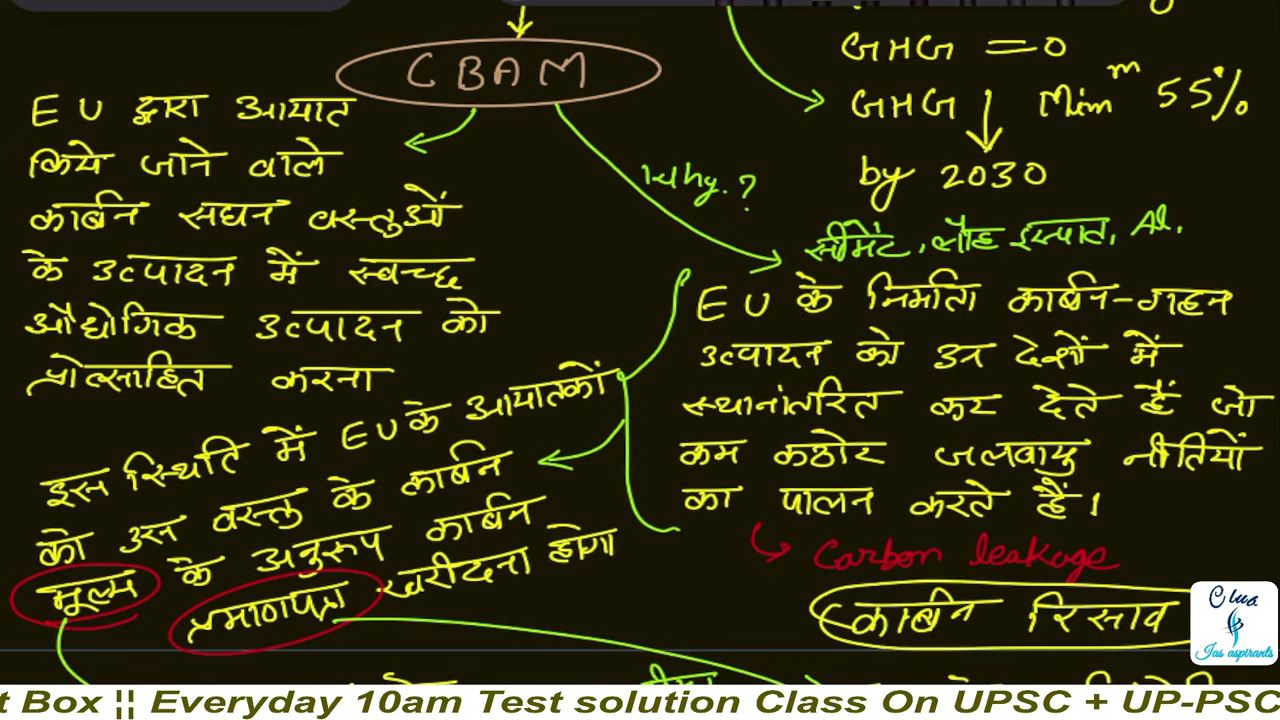 CBAM
EU द्वारा आयात
किये जाने वाले
कार्बन सघन वस्तुओं
के उत्पादन में स्वच्छ
औद्योगिक उत्पादन को
प्रोत्साहित करना
इस स्थिति में EU के आयातकों
को उस वस्तु के कार्बन
मूल्य के अनुरूप कार्बन
प्रमाणपत्र खरीदना होगा
GHG = 0
GHG ↓ Minm 55%
by 2030
Why.?
सीमेंट, लौह इस्पात, Al.
EU के निर्माता कार्बन-गहन
उत्पादन को उन देशों में
स्थानांतरित कर देते हैं जो
कम कठोर जलवायु नीतियों
का पालन करते हैं।
Carbon leakage
कार्बन रिसाव
Clue
Ias aspirants
t Box ¦¦ Everyday 10am Test solution Class On UPSC + UP-PSC